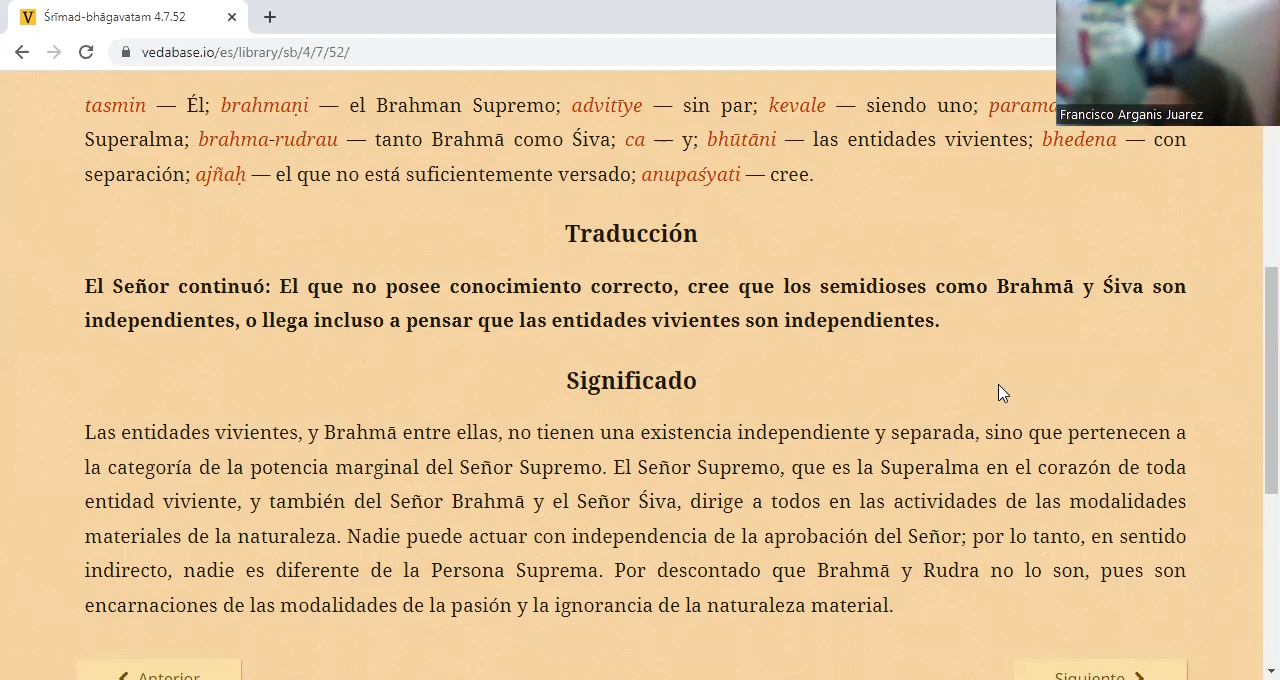 Śrīmad-bhāgavatam 4.7.52
vedabase.io/es/library/sb/4/7/52/
Francisco Arganis Juarez
tasmin — Él; brahmaṇi — el Brahman Supremo; advitīye — sin par; kevale — siendo uno;
Superalma; brahma-rudrau — tanto Brahmā como Śiva; ca — y; bhūtāni — las entidades vivientes; bhedena — con
separación; ajñaḥ — el que no está suficientemente versado; anupaśyati — cree.
Traducción
El Señor continuó: El que no posee conocimiento correcto, cree que los semidioses como Brahmā y Śiva son
independientes, o llega incluso a pensar que las entidades vivientes son independientes.
Significado
Las entidades vivientes, y Brahmā entre ellas, no tienen una existencia independiente y separada, sino que pertenecen a
la categoría de la potencia marginal del Señor Supremo. El Señor Supremo, que es la Superalma en el corazón de toda
entidad viviente, y también del Señor Brahmā y el Señor Śiva, dirige a todos en las actividades de las modalidades
materiales de la naturaleza. Nadie puede actuar con independencia de la aprobación del Señor; por lo tanto, en sentido
indirecto, nadie es diferente de la Persona Suprema. Por descontado que Brahmā y Rudra no lo son, pues son
encarnaciones de las modalidades de la pasión y la ignorancia de la naturaleza material.
Anterior
Siguiente